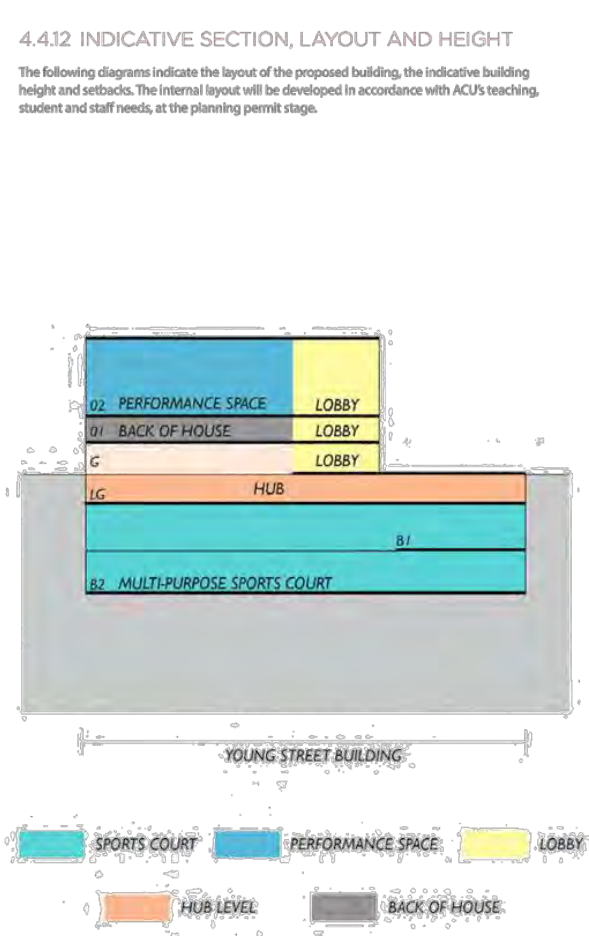 4.4.12 INDICATIVE SECTION, LAYOUT AND HEIGHT
The following diagrams indicate the layout of the proposed building, the indicative building
height and setbacks. The internal layout will be developed in accordance with ACU's teaching,
student and staff needs, at the planning permit stage.
02 PERFORMANCE SPACE LOBBY
01 BACK OF HOUSE LOBBY
G LOBBY
LG HUB
B1
B2 MULTI-PURPOSE SPORTS COURT
YOUNG STREET BUILDING
SPORTS COURT PERFORMANCE SPACE LOBBY
HUB LEVEL BACK OF HOUSE